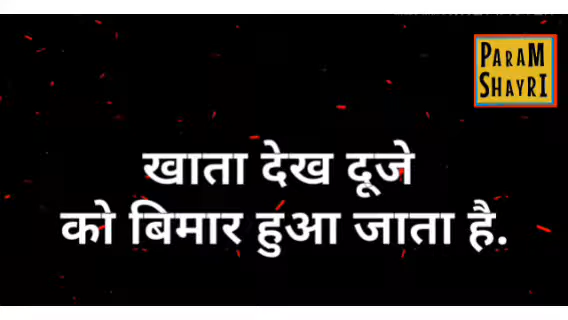 PARAM
SHAYRI
खाता देख दूजे
को बिमार हुआ जाता है.